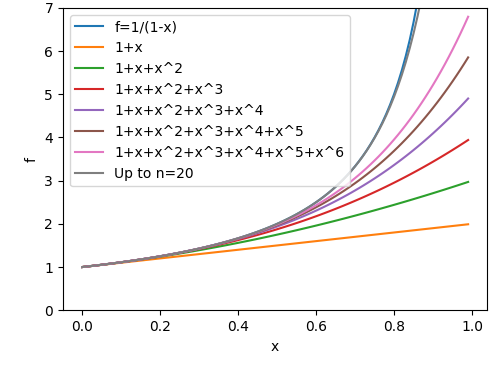 7
6
5
4
3
2
1
0
f
f=1/(1-x)
1+x
1+x+x^2
1+x+x^2+x^3
1+x+x^2+x^3+x^4
1+x+x^2+x^3+x^4+x^5
1+x+x^2+x^3+x^4+x^5+x^6
Up to n=20
0.0 0.2 0.4 0.6 0.8 1.0
x